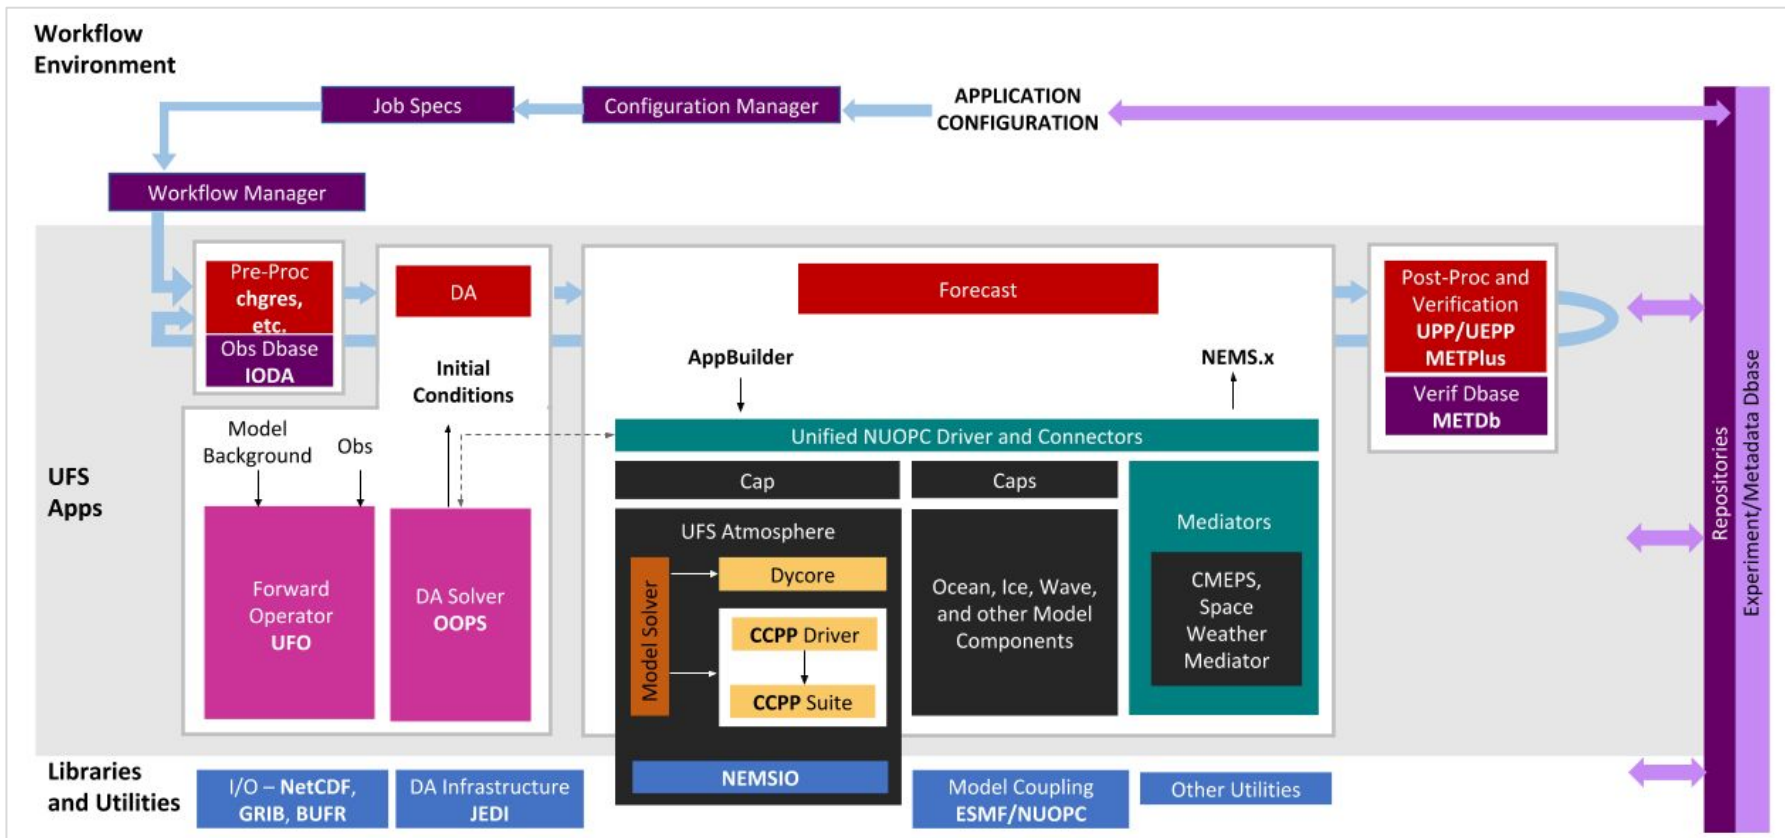 Workflow
Environment
Job Specs
Configuration Manager
APPLICATION
CONFIGURATION
Workflow Manager
Pre-Proc
chgres,
etc.
Obs Dbase
IODA
DA
Forecast
Post-Proc and
Verification
UPP/UEPP
METPlus
Verif Dbase
METDb
Initial
Conditions
AppBuilder
NEMS.x
Model
Background
Obs
Unified NUOPC Driver and Connectors
UFS
Apps
Cap
Caps
Forward
Operator
UFO
DA Solver
OOPS
UFS Atmosphere
Model Solver
Dycore
CCPP Driver
CCPP Suite
Ocean, Ice, Wave,
and other Model
Components
Mediators
CMEPS,
Space
Weather
Mediator
Repositories
Experiment/Metadata Dbase
Libraries
and Utilities
I/O – NetCDF,
GRIB, BUFR
DA Infrastructure
JEDI
NEMSIO
Model Coupling
ESMF/NUOPC
Other Utilities